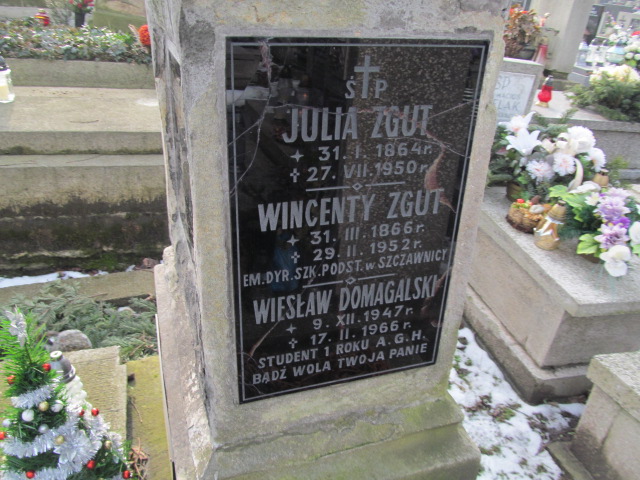 Ś P
JULIA ZGUT
31. I. 1864 r.
27. VII. 1950 r.
WINCENTY ZGUT
31. III. 1866 r.
29. II. 1952 r.
EM. DYR. SZK. PODST. w SZCZAWNICY
WIESŁAW DOMAGALSKI
9. XII. 1947 r.
17. II. 1966 r.
STUDENT 1 ROKU A.G.H.
BĄDŹ WOLA TWOJA PANIE